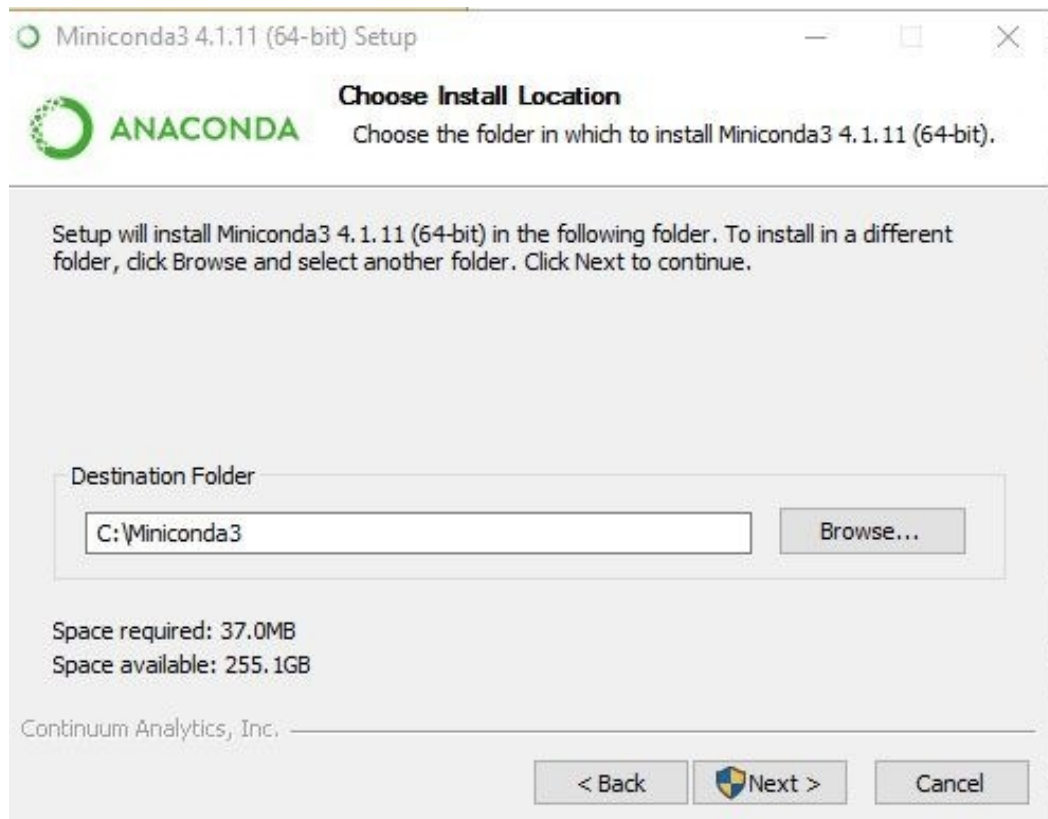 Miniconda3 4.1.11 (64-bit) Setup
ANACONDA
Choose Install Location
Choose the folder in which to install Miniconda3 4.1.11 (64-bit).
Setup will install Miniconda3 4.1.11 (64-bit) in the following folder. To install in a different
folder, click Browse and select another folder. Click Next to continue.
Destination Folder
C:\Miniconda3
Browse...
Space required: 37.0MB
Space available: 255.1GB
Continuum Analytics, Inc.
< Back
Next >
Cancel